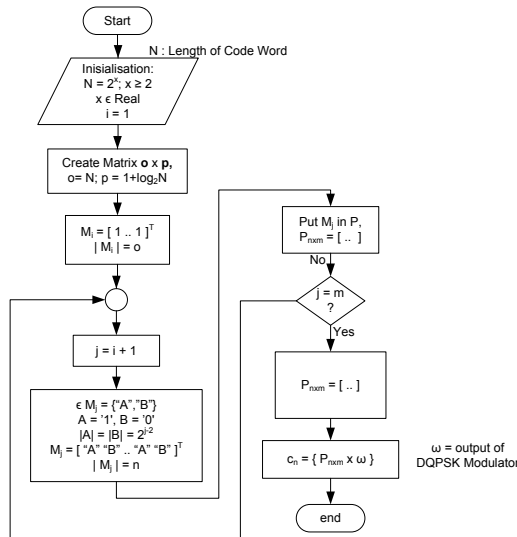 Start
N : Length of Code Word
Inisialisation:
N = 2ˣ; x ≥ 2
x ϵ Real
i = 1
Create Matrix o x p,
o= N; p = 1+log₂N
Mᵢ = [ 1 .. 1 ]ᵀ
| Mᵢ | = o
j = i + 1
ϵ Mⱼ = {“A”,”B”}
A = '1', B = '0'
|A| = |B| = 2ʲ⁻²
Mⱼ = [ “A” “B” .. “A” “B” ]ᵀ
| Mⱼ | = n
Put Mⱼ in P,
Pₙₓₘ = [ .. ]
No
j = m
?
Yes
Pₙₓₘ = [ .. ]
cₙ = { Pₙₓₘ x ω }
ω = output of
DQPSK Modulator
end